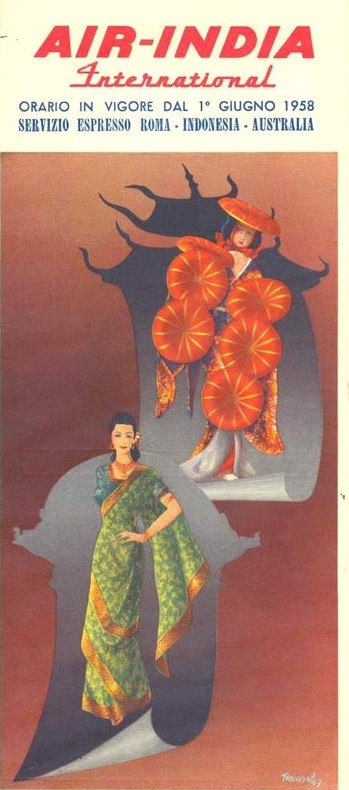 AIR-INDIA
International
ORARIO IN VIGORE DAL 1° GIUGNO 1958
SERVIZIO ESPRESSO ROMA - INDONESIA - AUSTRALIA